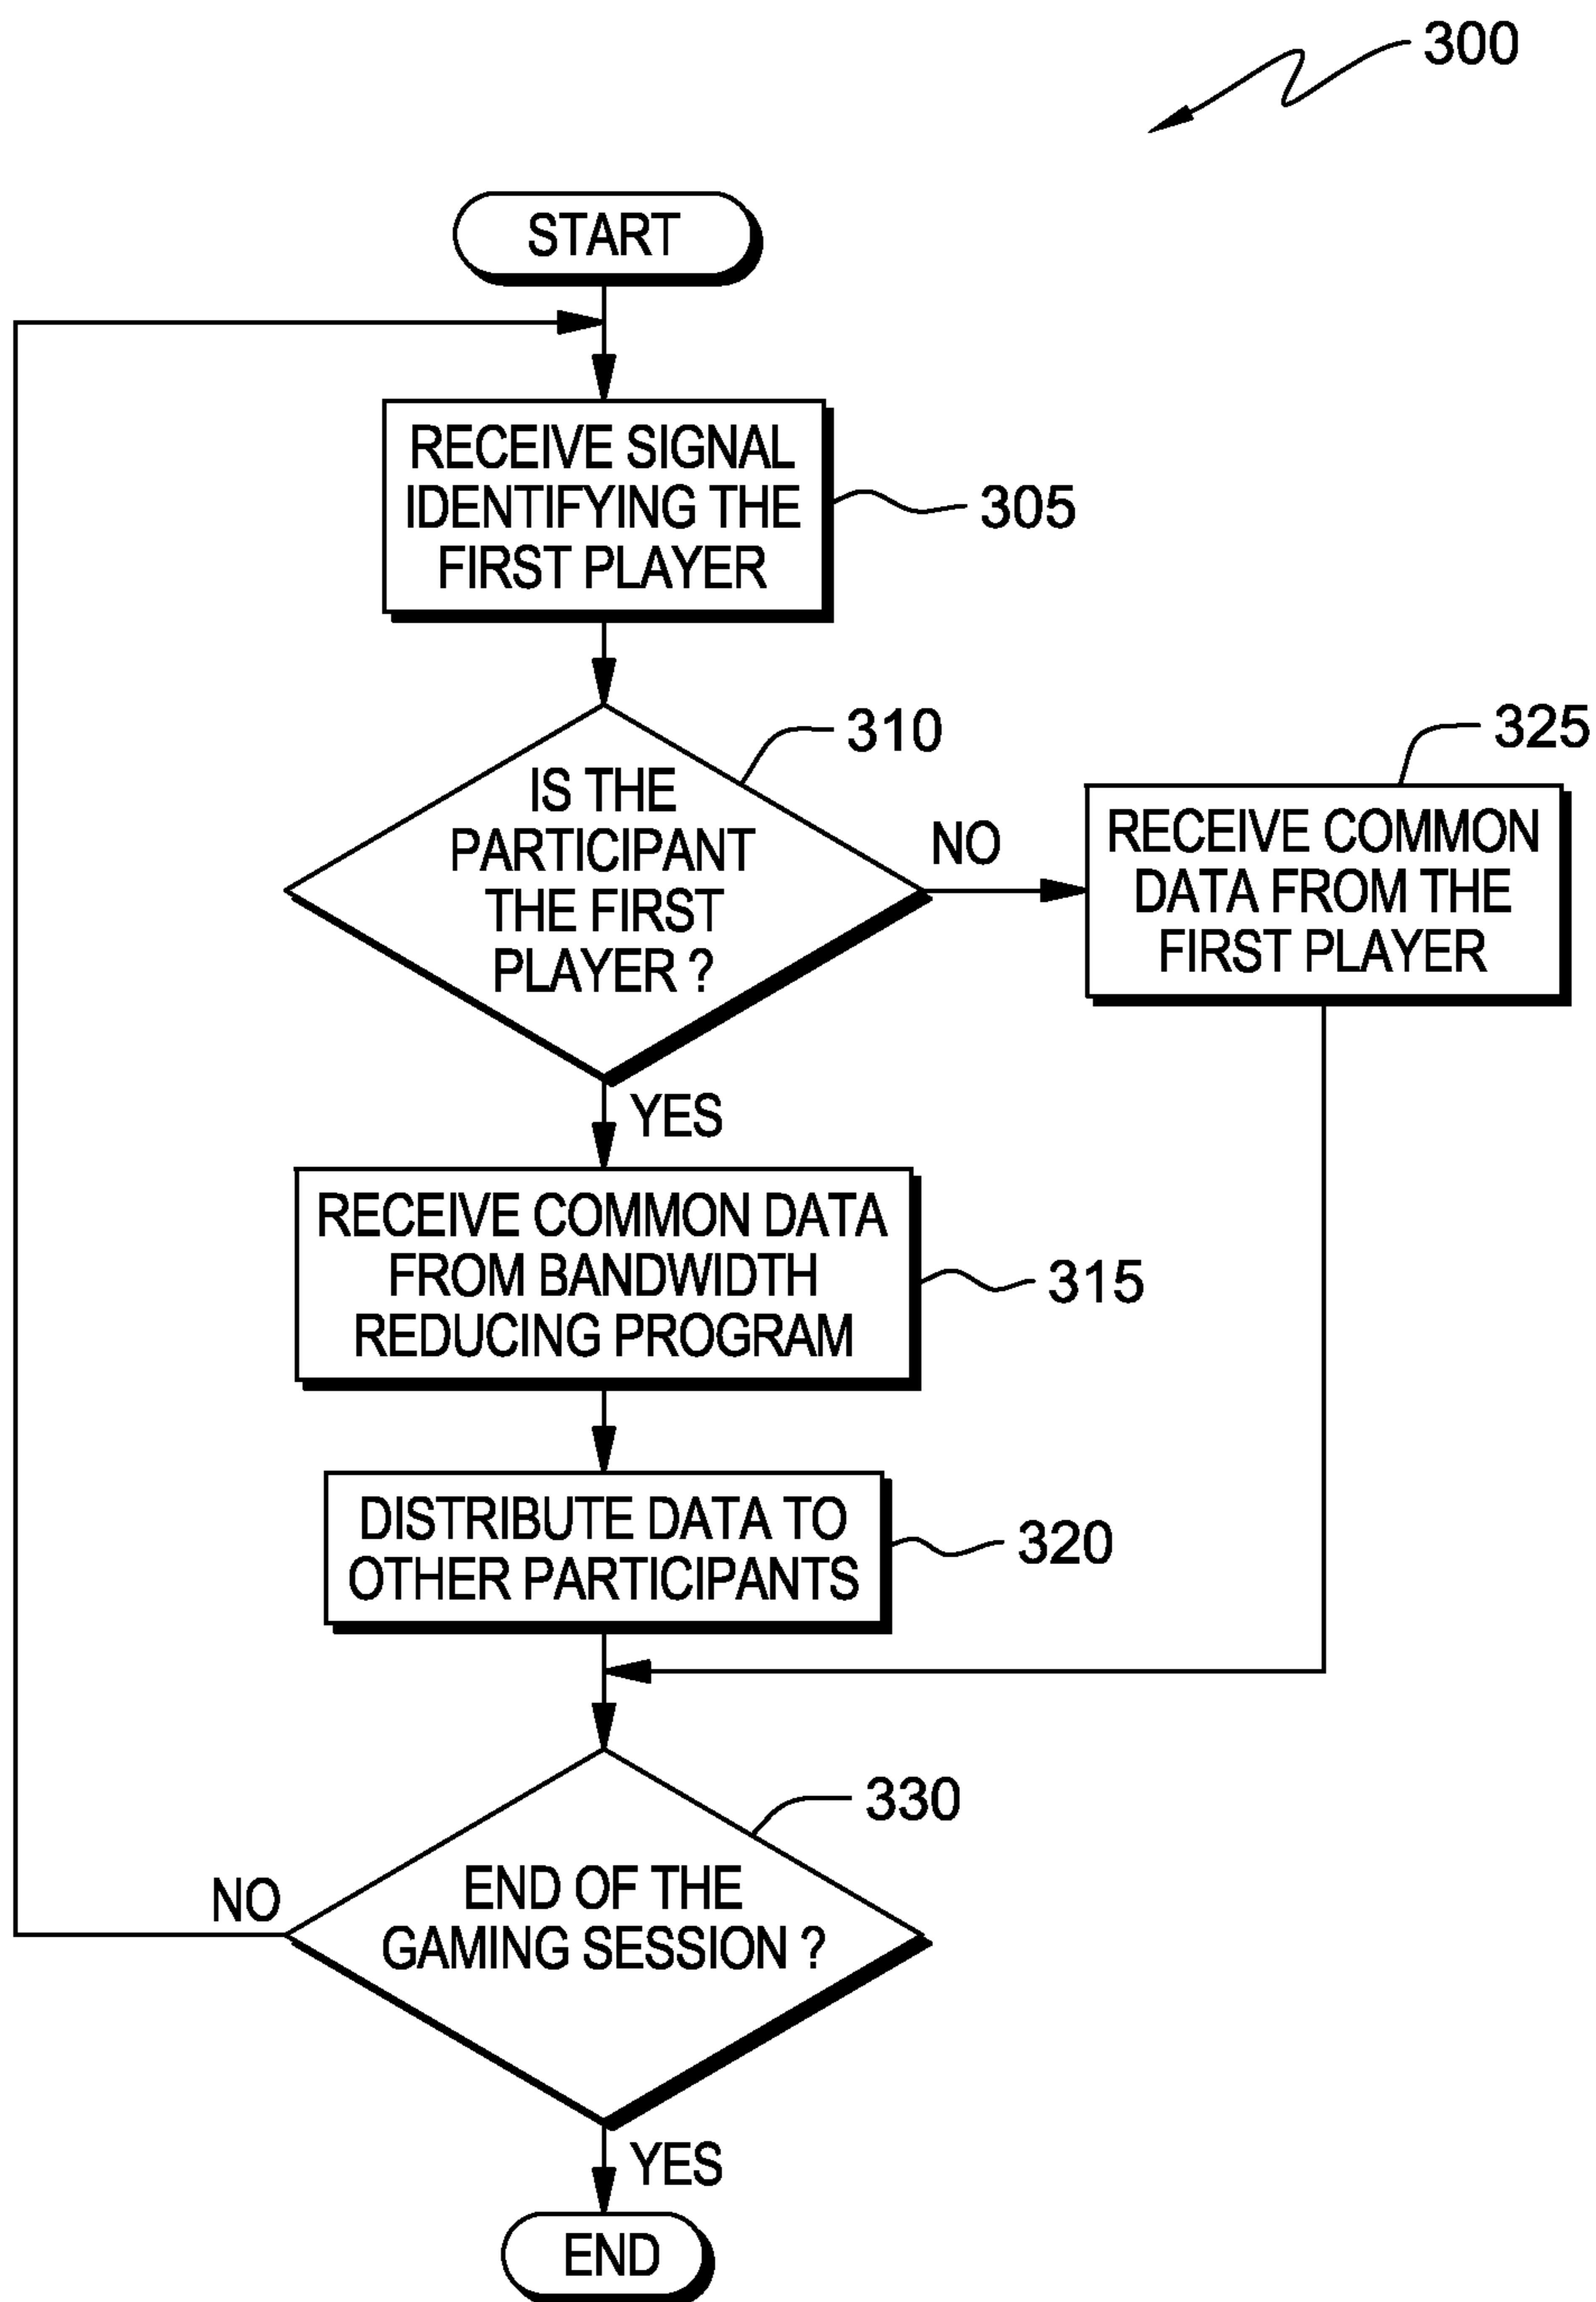 300
START
RECEIVE SIGNAL
IDENTIFYING THE
FIRST PLAYER
305
310
IS THE
PARTICIPANT
THE FIRST
PLAYER ?
NO
325
RECEIVE COMMON
DATA FROM THE
FIRST PLAYER
YES
RECEIVE COMMON DATA
FROM BANDWIDTH
REDUCING PROGRAM
315
DISTRIBUTE DATA TO
OTHER PARTICIPANTS
320
330
END OF THE
GAMING SESSION ?
NO
YES
END